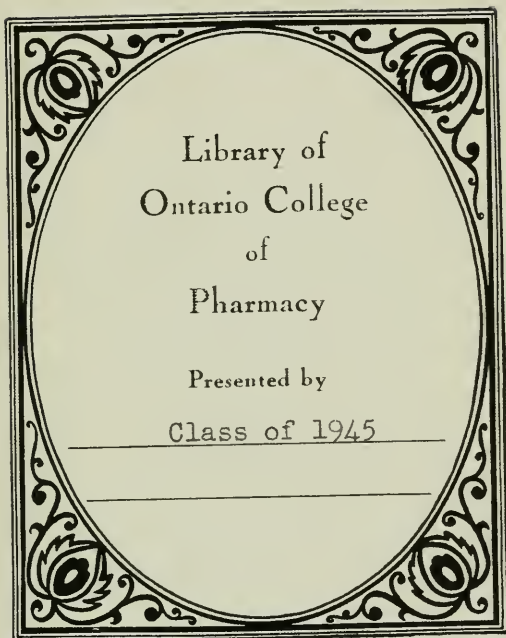 Library of
Ontario College
of
Pharmacy
Presented by
Class of 1945